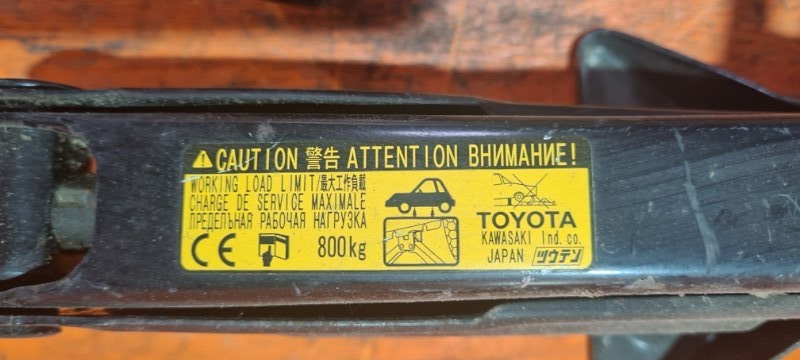 CAUTION 警告 ATTENTION ВНИМАНИЕ!
WORKING LOAD LIMIT/最大工作負載
CHARGE DE SERVICE MAXIMALE
ПРЕДЕЛЬНАЯ РАБОЧАЯ НАГРУЗКА
CE 800kg
TOYOTA
KAWASAKI Ind. co.
JAPAN ツウテン